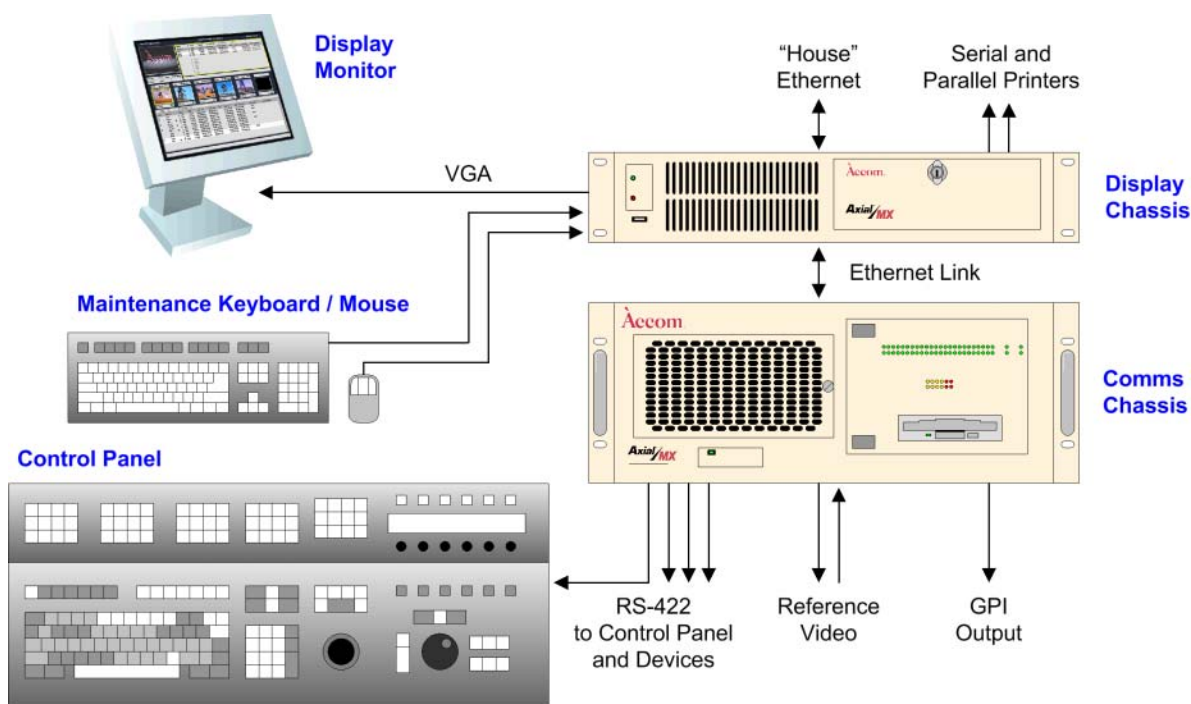 Display
Monitor
“House”
Ethernet
Serial and
Parallel Printers
VGA
Àccom
Axial/MX
Display
Chassis
Ethernet Link
Maintenance Keyboard / Mouse
Àccom
Axial/MX
Comms
Chassis
Control Panel
RS-422
to Control Panel
and Devices
Reference
Video
GPI
Output